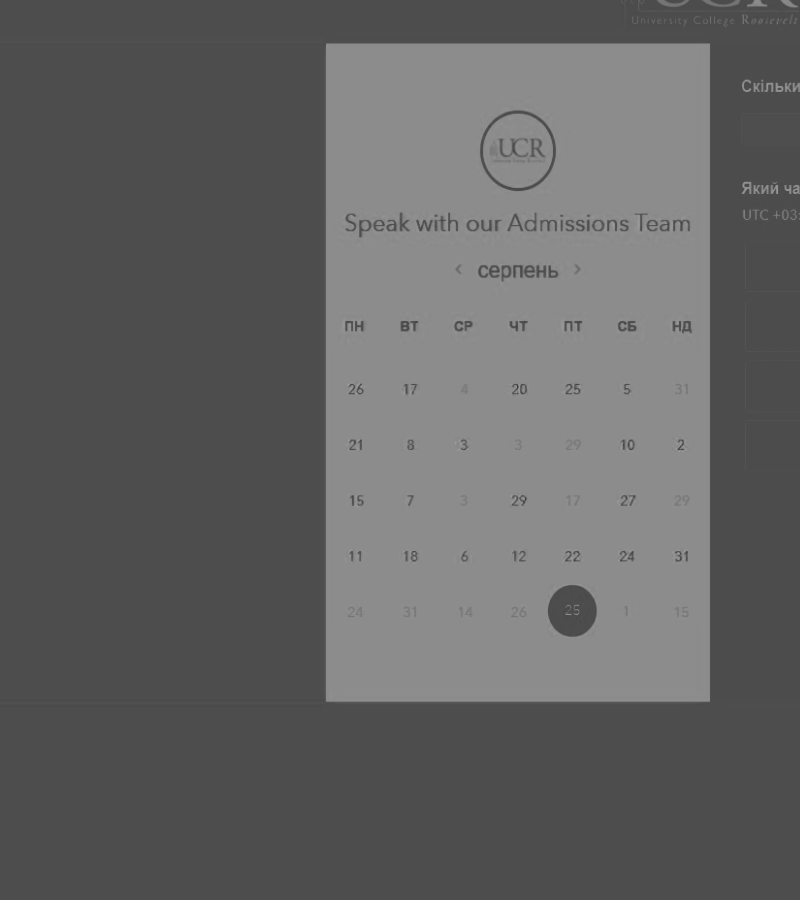 UCR
University College Roosevelt
Скільки
UCR
Який ча
UTC +03:
Speak with our Admissions Team
‹ серпень ›
ПН ВТ СР ЧТ ПТ СБ НД
26 17 4 20 25 5 31
21 8 3 3 29 10 2
15 7 3 29 17 27 29
11 18 6 12 22 24 31
24 31 14 26 25 1 15